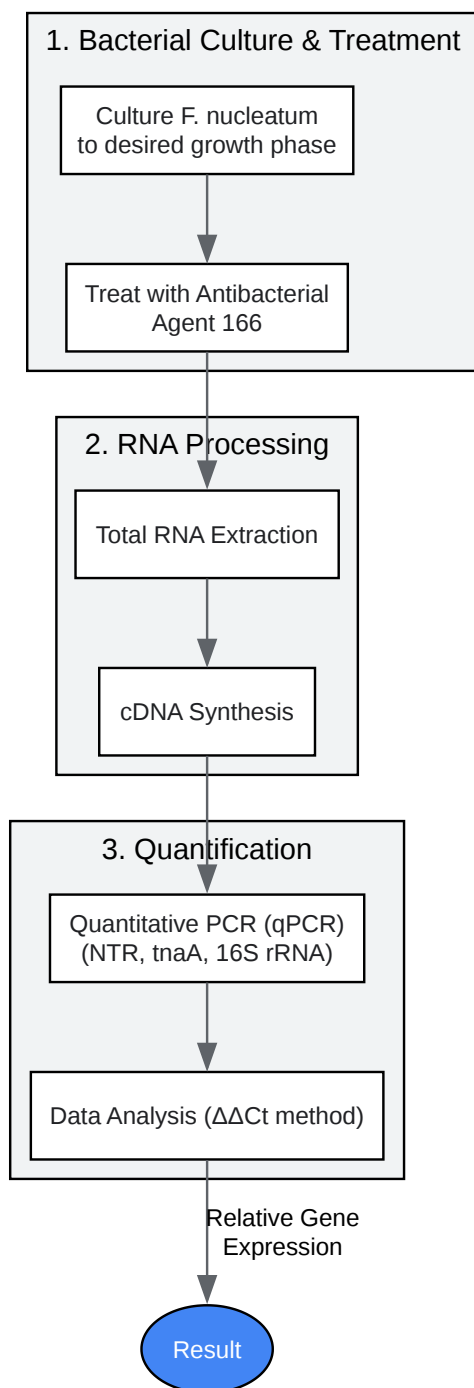 1. Bacterial Culture & Treatment
Culture F. nucleatum
to desired growth phase
Treat with Antibacterial
Agent 166
2. RNA Processing
Total RNA Extraction
cDNA Synthesis
3. Quantification
Quantitative PCR (qPCR)
(NTR, tnaA, 16S rRNA)
Data Analysis (ΔΔCt method)
Relative Gene
Expression
Result